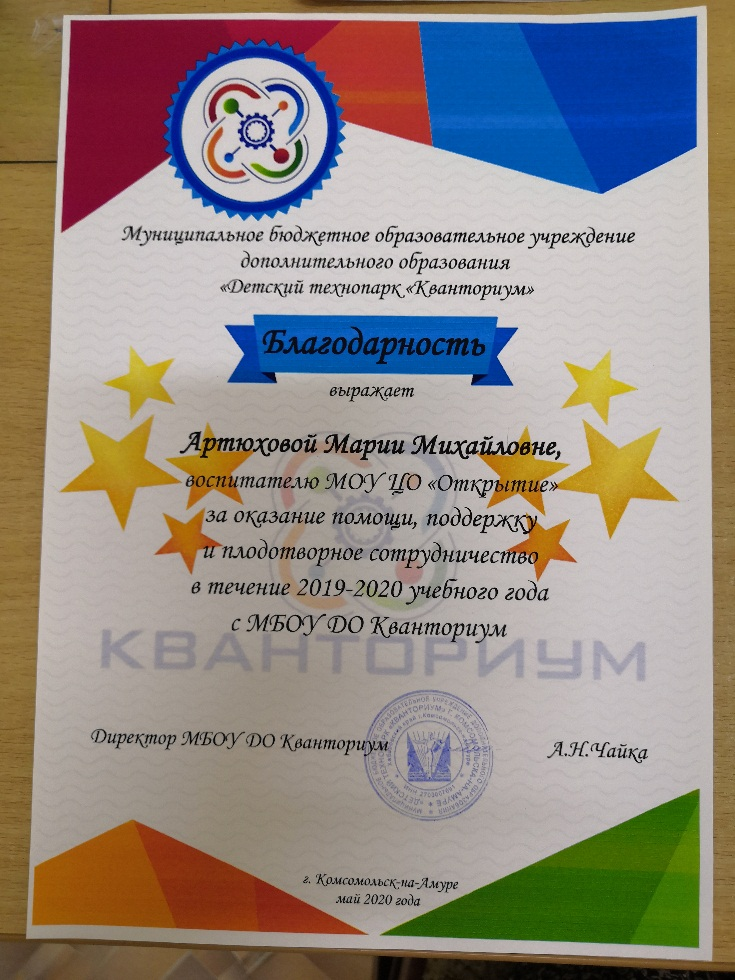 Муниципальное бюджетное образовательное учреждение
дополнительного образования
«Детский технопарк «Кванториум»
Благодарность
выражает
Артюховой Марии Михайловне,
воспитателю МОУ ЦО «Открытие»
за оказание помощи, поддержку
и плодотворное сотрудничество
в течение 2019-2020 учебного года
с МБОУ ДО Кванториум
КВАНТОРИУМ
Директор МБОУ ДО Кванториум
А.Н.Чайка
г. Комсомольск-на-Амуре
май 2020 года